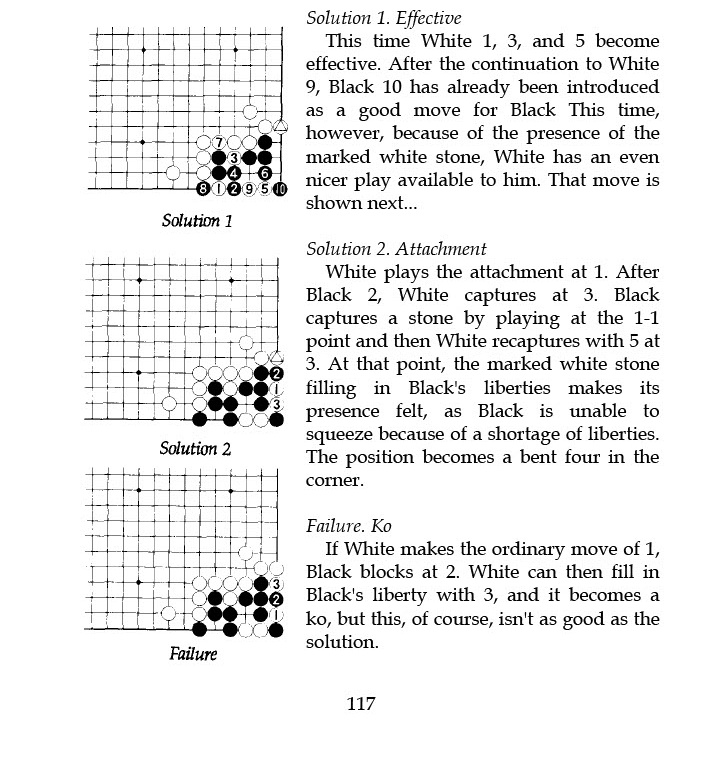 Solution 1. Effective
This time White 1, 3, and 5 become
effective. After the continuation to White
9, Black 10 has already been introduced
as a good move for Black This time,
however, because of the presence of the
marked white stone, White has an even
nicer play available to him. That move is
shown next...
7
3
4 6
8 1 2 9 5 10
Solution 1
Solution 2. Attachment
White plays the attachment at 1. After
Black 2, White captures at 3. Black
captures a stone by playing at the 1-1
point and then White recaptures with 5 at
3. At that point, the marked white stone
filling in Black's liberties makes its
presence felt, as Black is unable to
squeeze because of a shortage of liberties.
The position becomes a bent four in the
corner.
2
1
3
Solution 2
Failure. Ko
If White makes the ordinary move of 1,
Black blocks at 2. White can then fill in
Black's liberty with 3, and it becomes a
ko, but this, of course, isn't as good as the
solution.
3
2
1
Failure
117